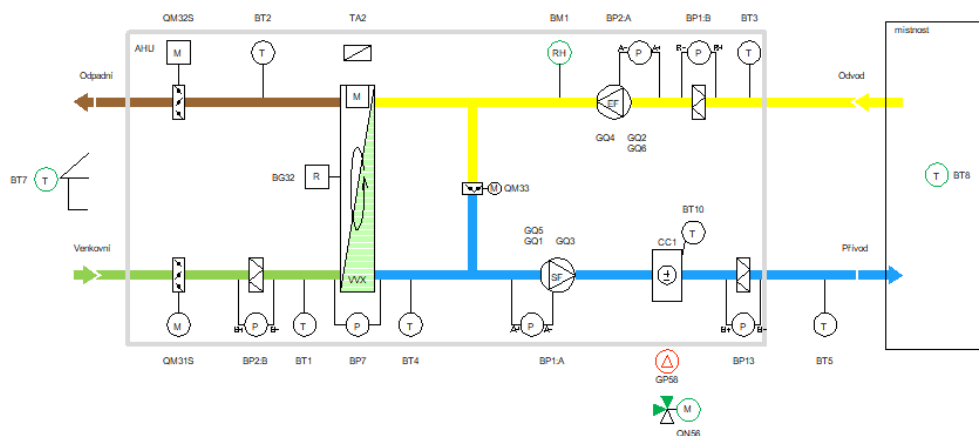 QM32S BT2 TA2 BM1 BP2:A BP1:B BT3
místnost
AHU M T RH A- P A+ B- P B+ T
Odpadní Odvod
M EF
GQ4 GQ2
GQ6
BT7 T BG32 R M QM33 T BT8
GQ5 BT10
GQ1 GQ3 T
CC1
Venkovní Přívod
VVX SF
M B+ P B- T P T A+ P A- B+ P B- T
QM31S BP2:B BT1 BP7 BT4 BP1:A BP13 BT5
GP58
M
QN56